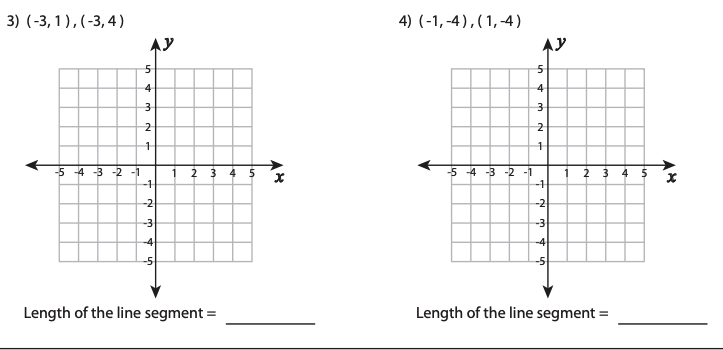 3) (-3, 1) , (-3, 4)
y
5
4
3
2
1
-5 -4 -3 -2 -1 1 2 3 4 5
x
-1
-2
-3
-4
-5
Length of the line segment =
4) (-1, -4) , (1, -4)
y
5
4
3
2
1
-5 -4 -3 -2 -1 1 2 3 4 5
x
-1
-2
-3
-4
-5
Length of the line segment =